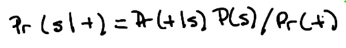 Pr(s|+) = Pr(+|s) P(s)/Pr(+)